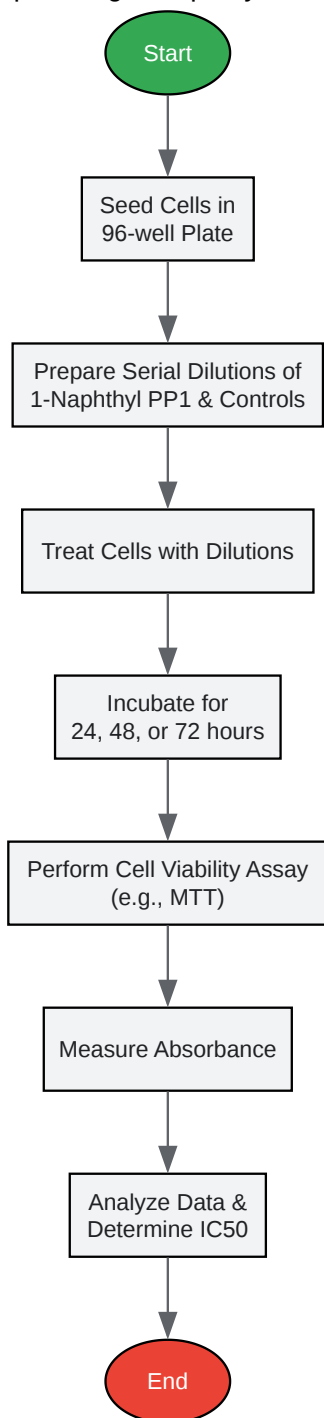 Start
Seed Cells in
96-well Plate
Prepare Serial Dilutions of
1-Naphthyl PP1 & Controls
Treat Cells with Dilutions
Incubate for
24, 48, or 72 hours
Perform Cell Viability Assay
(e.g., MTT)
Measure Absorbance
Analyze Data &
Determine IC50
End